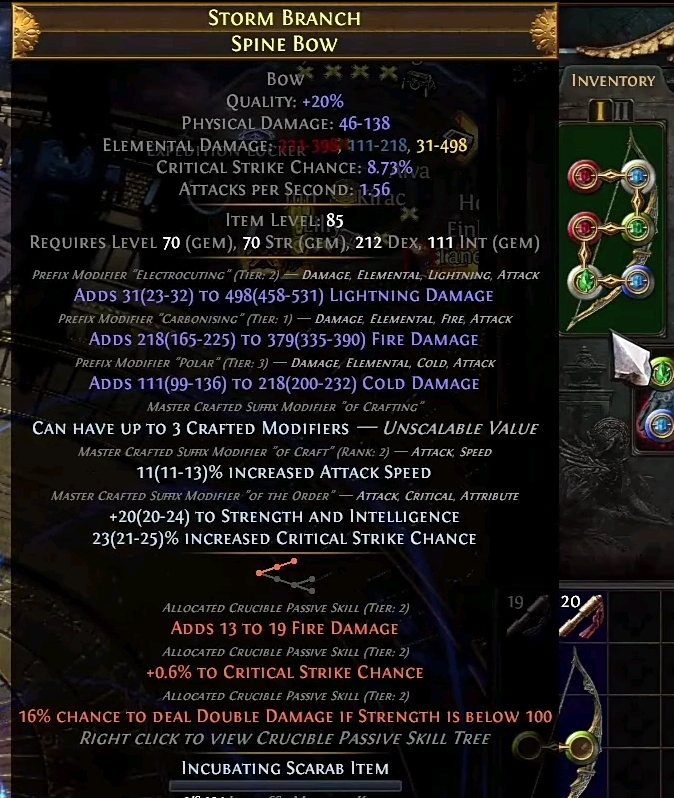 Storm Branch
Spine Bow
Inventory
I II
Bow
Quality: +20%
Physical Damage: 46-138
Elemental Damage: 231-398, 111-218, 31-498
Critical Strike Chance: 8.73%
Attacks per Second: 1.56
Item Level: 85
Requires Level 70 (gem), 70 Str (gem), 212 Dex, 111 Int (gem)
Prefix Modifier "Electrocuting" (Tier: 2) — Damage, Elemental, Lightning, Attack
Adds 31(23-32) to 498(458-531) Lightning Damage
Prefix Modifier "Carbonising" (Tier: 1) — Damage, Elemental, Fire, Attack
Adds 218(165-225) to 379(335-390) Fire Damage
Prefix Modifier "Polar" (Tier: 3) — Damage, Elemental, Cold, Attack
Adds 111(99-136) to 218(200-232) Cold Damage
Master Crafted Suffix Modifier "of Crafting"
Can have up to 3 Crafted Modifiers — Unscalable Value
Master Crafted Suffix Modifier "of Craft" (Rank: 2) — Attack, Speed
11(11-13)% increased Attack Speed
Master Crafted Suffix Modifier "of the Order" — Attack, Critical, Attribute
+20(20-24) to Strength and Intelligence
23(21-25)% increased Critical Strike Chance
Allocated Crucible Passive Skill (Tier: 2)
Adds 13 to 19 Fire Damage
19
20
Allocated Crucible Passive Skill (Tier: 2)
+0.6% to Critical Strike Chance
Allocated Crucible Passive Skill (Tier: 2)
16% chance to deal Double Damage if Strength is below 100
Right click to view Crucible Passive Skill Tree
Incubating Scarab Item